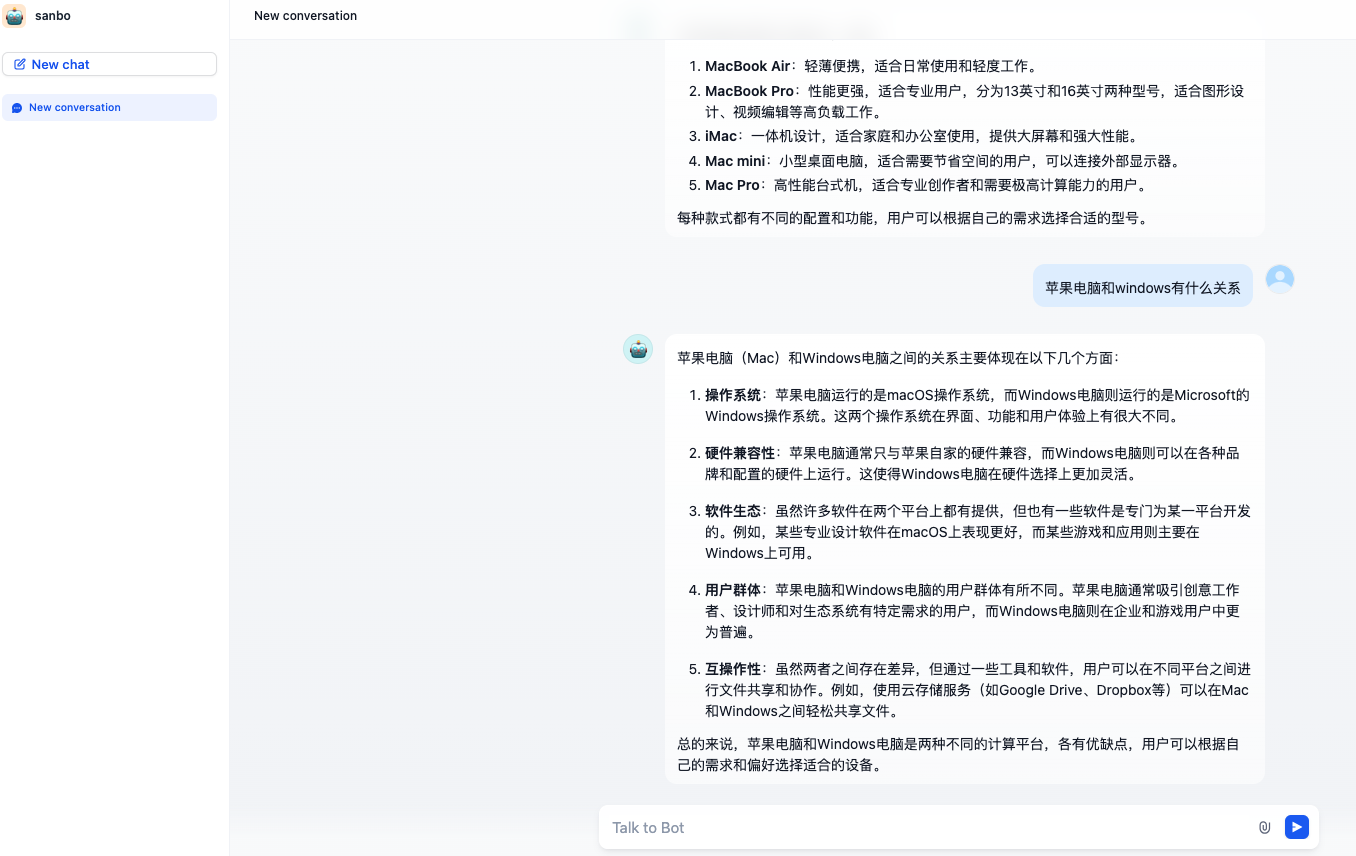 sanbo
New conversation
New chat
New conversation
1. MacBook Air：轻薄便携，适合日常使用和轻度工作。
2. MacBook Pro：性能更强，适合专业用户，分为13英寸和16英寸两种型号，适合图形设
计、视频编辑等高负载工作。
3. iMac：一体机设计，适合家庭和办公室使用，提供大屏幕和强大性能。
4. Mac mini：小型桌面电脑，适合需要节省空间的用户，可以连接外部显示器。
5. Mac Pro：高性能台式机，适合专业创作者和需要极高计算能力的用户。
每种款式都有不同的配置和功能，用户可以根据自己的需求选择合适的型号。
苹果电脑和windows有什么关系
苹果电脑（Mac）和Windows电脑之间的关系主要体现在以下几个方面：
1. 操作系统：苹果电脑运行的是macOS操作系统，而Windows电脑则运行的是Microsoft的
Windows操作系统。这两个操作系统在界面、功能和用户体验上有很大不同。
2. 硬件兼容性：苹果电脑通常只与苹果自家的硬件兼容，而Windows电脑则可以在各种品
牌和配置的硬件上运行。这使得Windows电脑在硬件选择上更加灵活。
3. 软件生态：虽然许多软件在两个平台上都有提供，但也有一些软件是专门为某一平台开发
的。例如，某些专业设计软件在macOS上表现更好，而某些游戏和应用则主要在
Windows上可用。
4. 用户群体：苹果电脑和Windows电脑的用户群体有所不同。苹果电脑通常吸引创意工作
者、设计师和对生态系统有特定需求的用户，而Windows电脑则在企业和游戏用户中更
为普遍。
5. 互操作性：虽然两者之间存在差异，但通过一些工具和软件，用户可以在不同平台之间进
行文件共享和协作。例如，使用云存储服务（如Google Drive、Dropbox等）可以在Mac
和Windows之间轻松共享文件。
总的来说，苹果电脑和Windows电脑是两种不同的计算平台，各有优缺点，用户可以根据自
己的需求和偏好选择适合的设备。
Talk to Bot